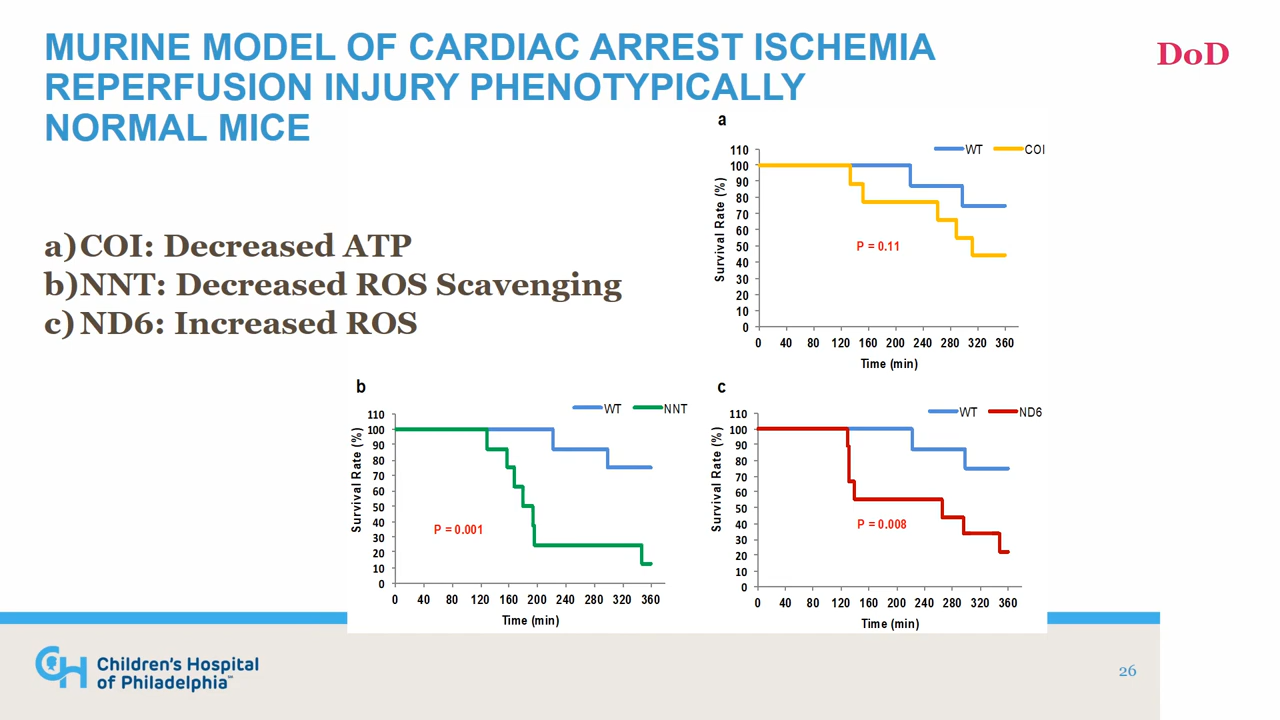 MURINE MODEL OF CARDIAC ARREST ISCHEMIA
REPERFUSION INJURY PHENOTYPICALLY
NORMAL MICE
DoD
a) COI: Decreased ATP
b) NNT: Decreased ROS Scavenging
c) ND6: Increased ROS
a
WT COI
Survival Rate (%)
110
100
90
80
70
60
50
40
30
20
10
0
P = 0.11
0 40 80 120 160 200 240 280 320 360
Time (min)
b
WT NNT
Survival Rate (%)
110
100
90
80
70
60
50
40
30
20
10
0
P = 0.001
0 40 80 120 160 200 240 280 320 360
Time (min)
c
WT ND6
Survival Rate (%)
110
100
90
80
70
60
50
40
30
20
10
0
P = 0.008
0 40 80 120 160 200 240 280 320 360
Time (min)
CH Children's Hospital
of Philadelphia℠
26